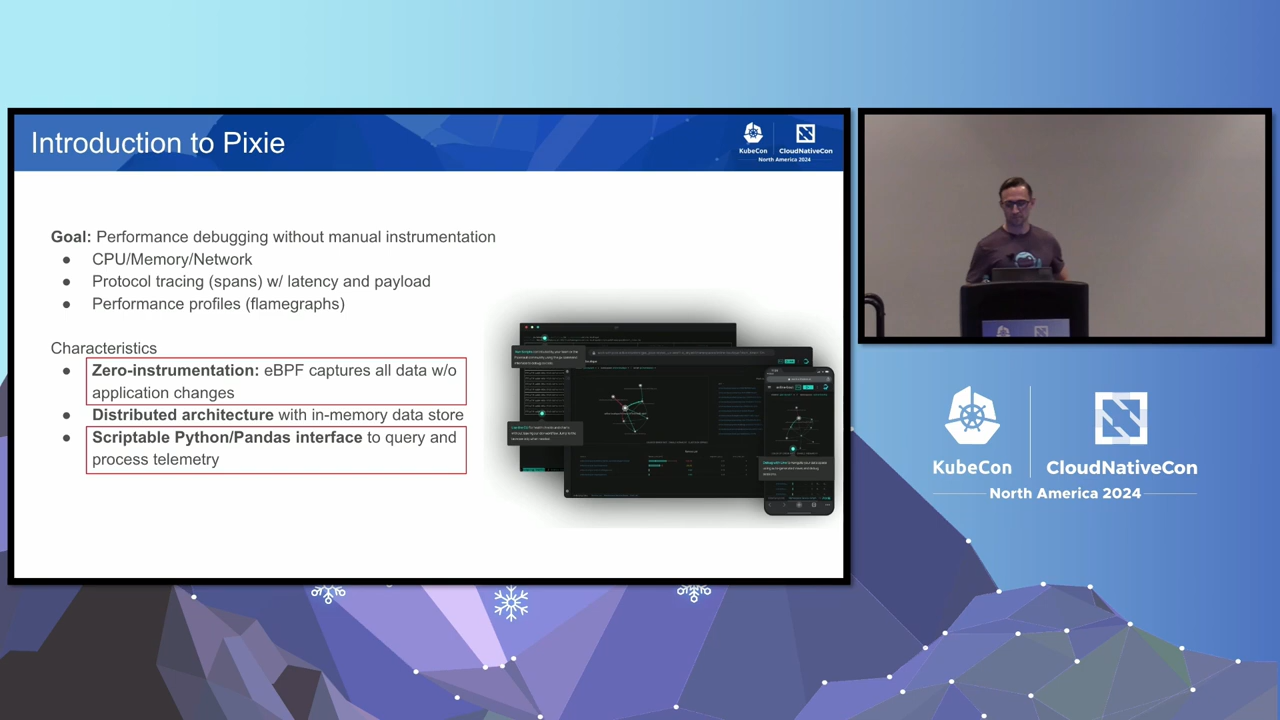 Introduction to Pixie
KubeCon
CloudNativeCon
North America 2024
Goal: Performance debugging without manual instrumentation
● CPU/Memory/Network
● Protocol tracing (spans) w/ latency and payload
● Performance profiles (flamegraphs)
Characteristics
● Zero-instrumentation: eBPF captures all data w/o
application changes
● Distributed architecture with in-memory data store
● Scriptable Python/Pandas interface to query and
process telemetry
KubeCon
CloudNativeCon
North America 2024